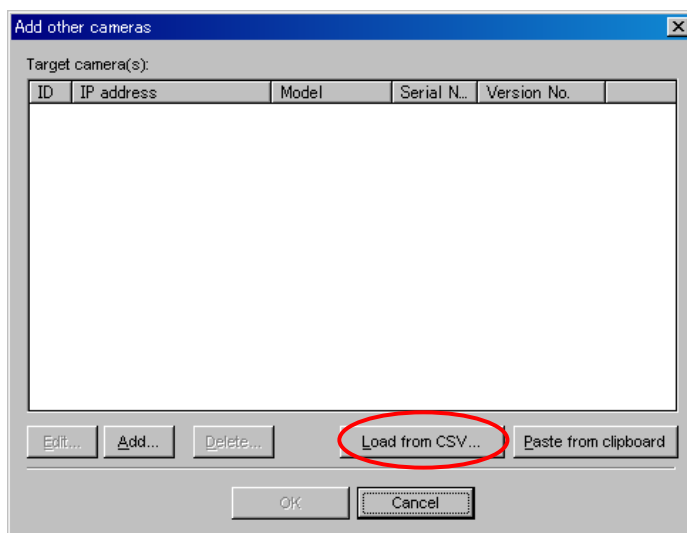 Add other cameras
Target camera(s):
ID IP address Model Serial N... Version No.
Edit... Add... Delete... Load from CSV... Paste from clipboard
OK Cancel